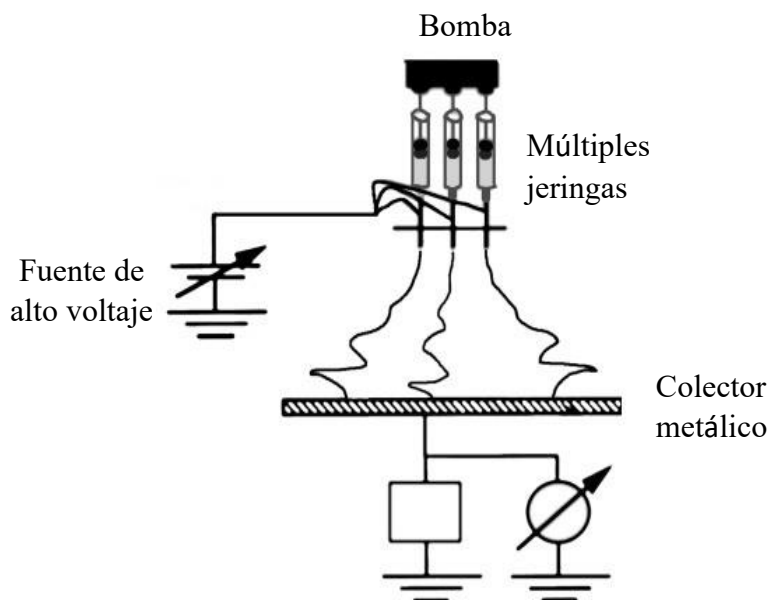 Bomba
Múltiples
jeringas
Fuente de
alto voltaje
Colector
metálico